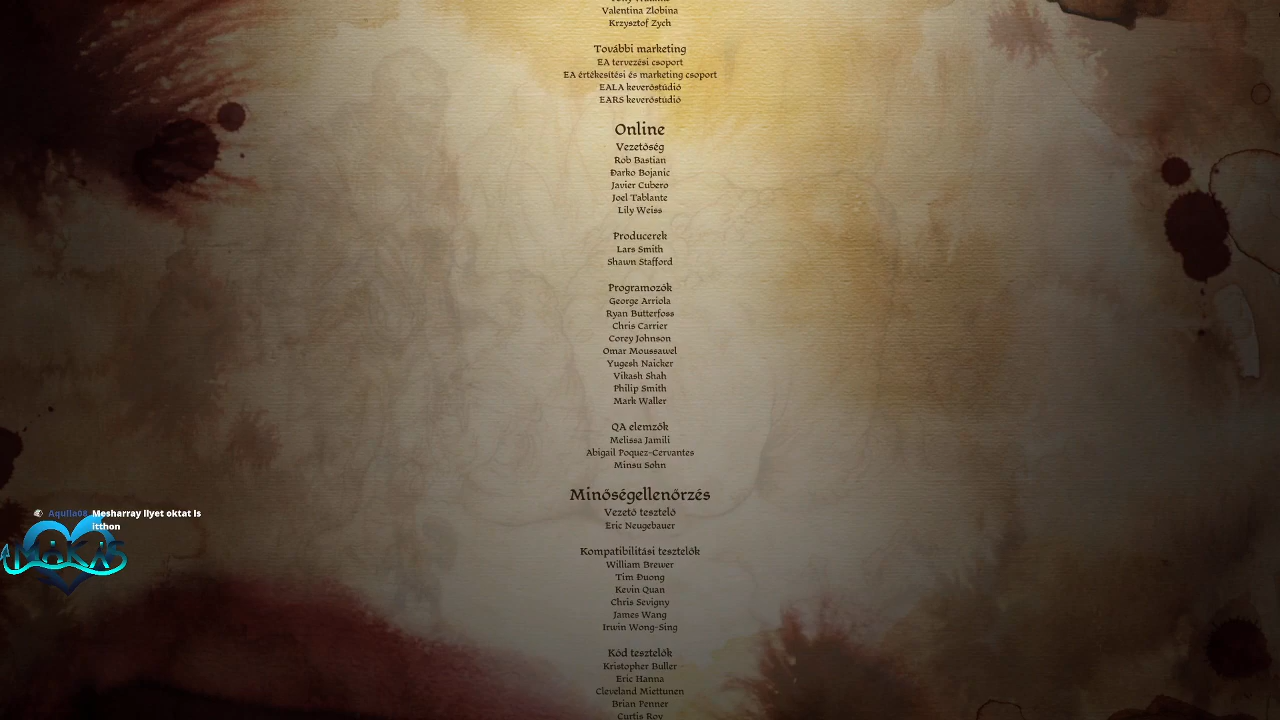 Valentina Zlobina
Krzysztof Zych
További marketing
EA tervezési csoport
EA értékesítési és marketing csoport
EALA keverőstúdió
EARS keverőstúdió
Online
Vezetőség
Rob Bastian
Đarko Bojanic
Javier Cubero
Joel Tablante
Lily Weiss
Producerek
Lars Smith
Shawn Stafford
Programozók
George Arriola
Ryan Butterfoss
Chris Carrier
Corey Johnson
Omar Moussawel
Yugesh Naicker
Vikash Shah
Philip Smith
Mark Waller
QA elemzők
Melissa Jamili
Abigail Poquez-Cervantes
Minsu Sohn
Minőségellenőrzés
Vezető tesztelő
Eric Neugebauer
Kompatibilitási tesztelők
William Brewer
Tim Đuong
Kevin Quan
Chris Sevigny
James Wang
Irwin Wong-Sing
Kód tesztelők
Kristopher Buller
Eric Hanna
Cleveland Miettunen
Brian Penner
Curtis Roy
Aquila08 Mesharray ilyet oktat is
itthon
MAKAS